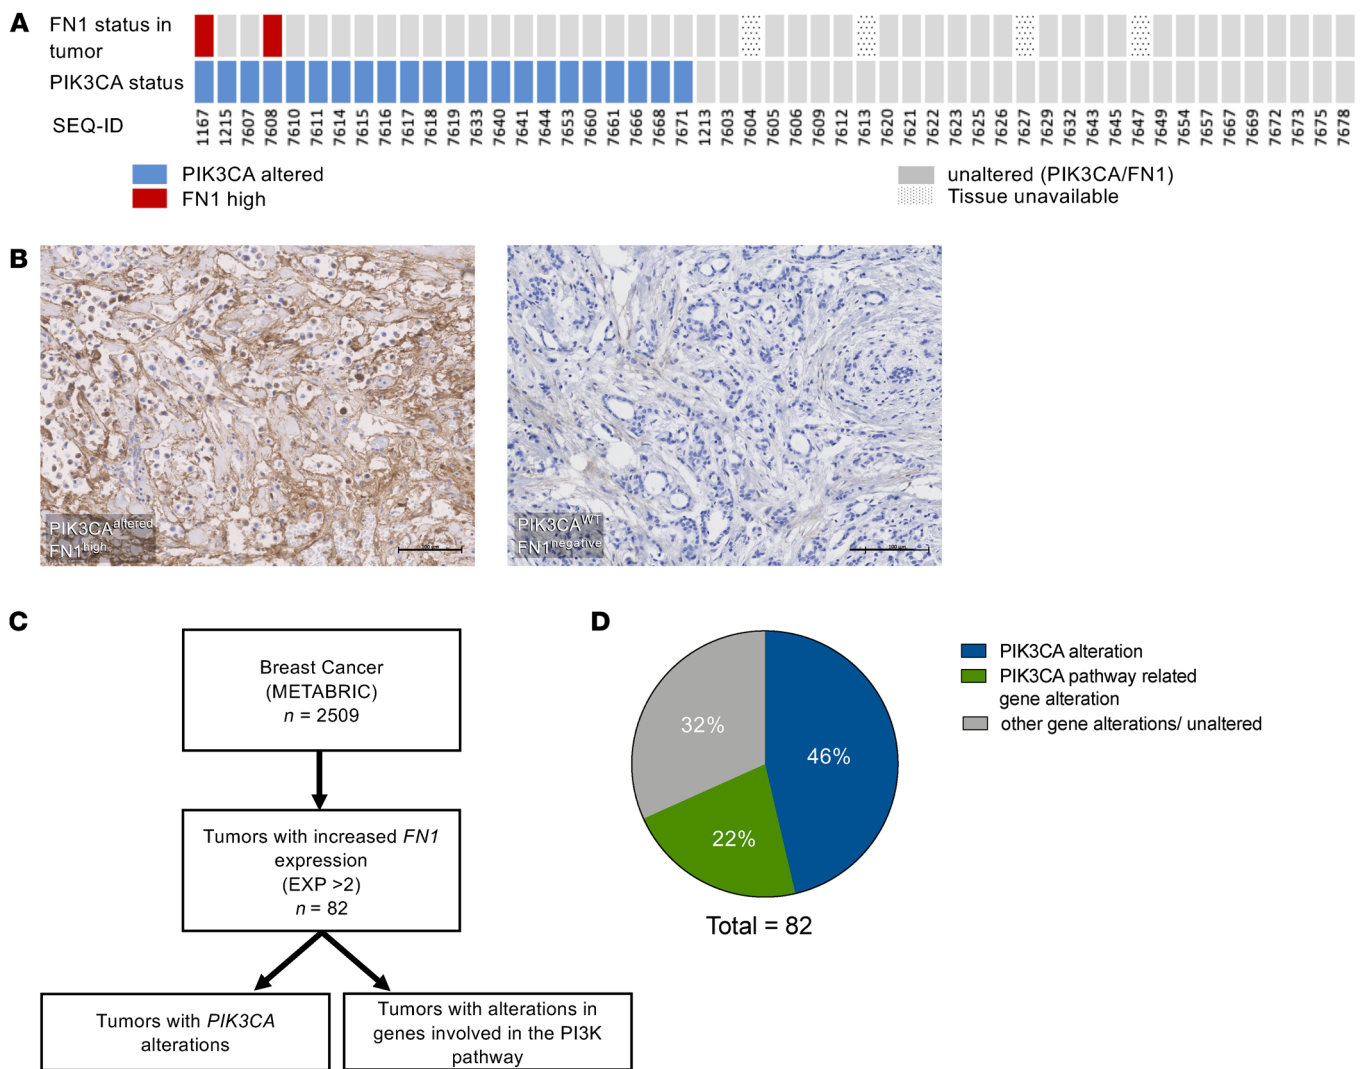 A
FN1 status in
tumor
PIK3CA status
SEQ-ID
1167 1215 7607 7608 7610 7611 7614 7615 7616 7617 7618 7619 7633 7640 7641 7644 7653 7660 7661 7666 7668 7671 1213 7603 7604 7605 7606 7609 7612 7613 7620 7621 7622 7623 7625 7626 7627 7629 7632 7643 7645 7647 7649 7654 7657 7667 7669 7672 7673 7675 7678
PIK3CA altered
FN1 high
unaltered (PIK3CA/FN1)
Tissue unavailable
B
PIK3CAaltered
FN1high
100 µm
PIK3CAWT
FN1negative
100 µm
C
Breast Cancer
(METABRIC)
n = 2509
Tumors with increased FN1
expression
(EXP >2)
n = 82
Tumors with PIK3CA
alterations
Tumors with alterations in
genes involved in the PI3K
pathway
D
32%
46%
22%
Total = 82
PIK3CA alteration
PIK3CA pathway related
gene alteration
other gene alterations/ unaltered